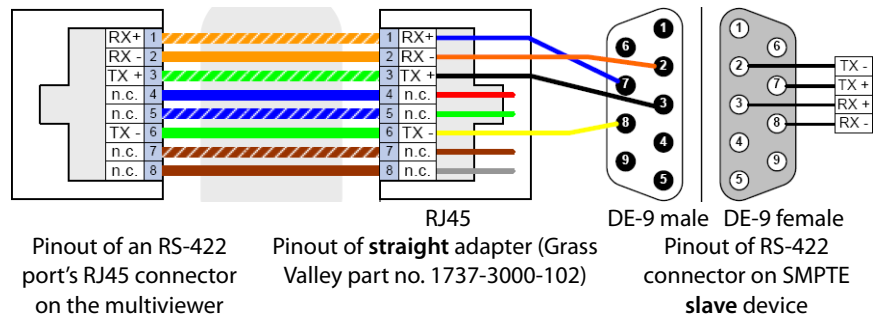 RX+ 1
RX - 2
TX + 3
n.c. 4
n.c. 5
TX - 6
n.c. 7
n.c. 8
1 RX+
2 RX -
3 TX +
4 n.c.
5 n.c.
6 TX -
7 n.c.
8 n.c.
1
6
2
7
3
8
4
9
5
1
6
2
7
3
8
4
9
5
TX -
TX +
RX +
RX -
RJ45
DE-9 male
DE-9 female
Pinout of an RS-422
port's RJ45 connector
on the multiviewer
Pinout of straight adapter (Grass
Valley part no. 1737-3000-102)
Pinout of RS-422
connector on SMPTE
slave device